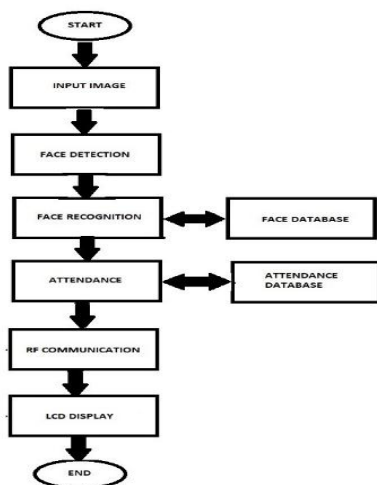 START
INPUT IMAGE
FACE DETECTION
FACE RECOGNITION
FACE DATABASE
ATTENDANCE
ATTENDANCE
DATABASE
RF COMMUNICATION
LCD DISPLAY
END